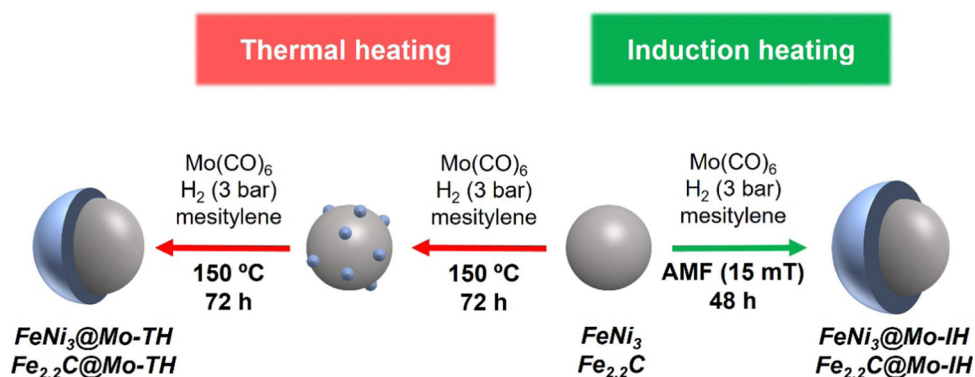 Thermal heating
Induction heating
Mo(CO)₆
H₂ (3 bar)
mesitylene
150 ºC
72 h
Mo(CO)₆
H₂ (3 bar)
mesitylene
150 ºC
72 h
Mo(CO)₆
H₂ (3 bar)
mesitylene
AMF (15 mT)
48 h
FeNi₃@Mo-TH
Fe₂.₂C@Mo-TH
FeNi₃
Fe₂.₂C
FeNi₃@Mo-IH
Fe₂.₂C@Mo-IH